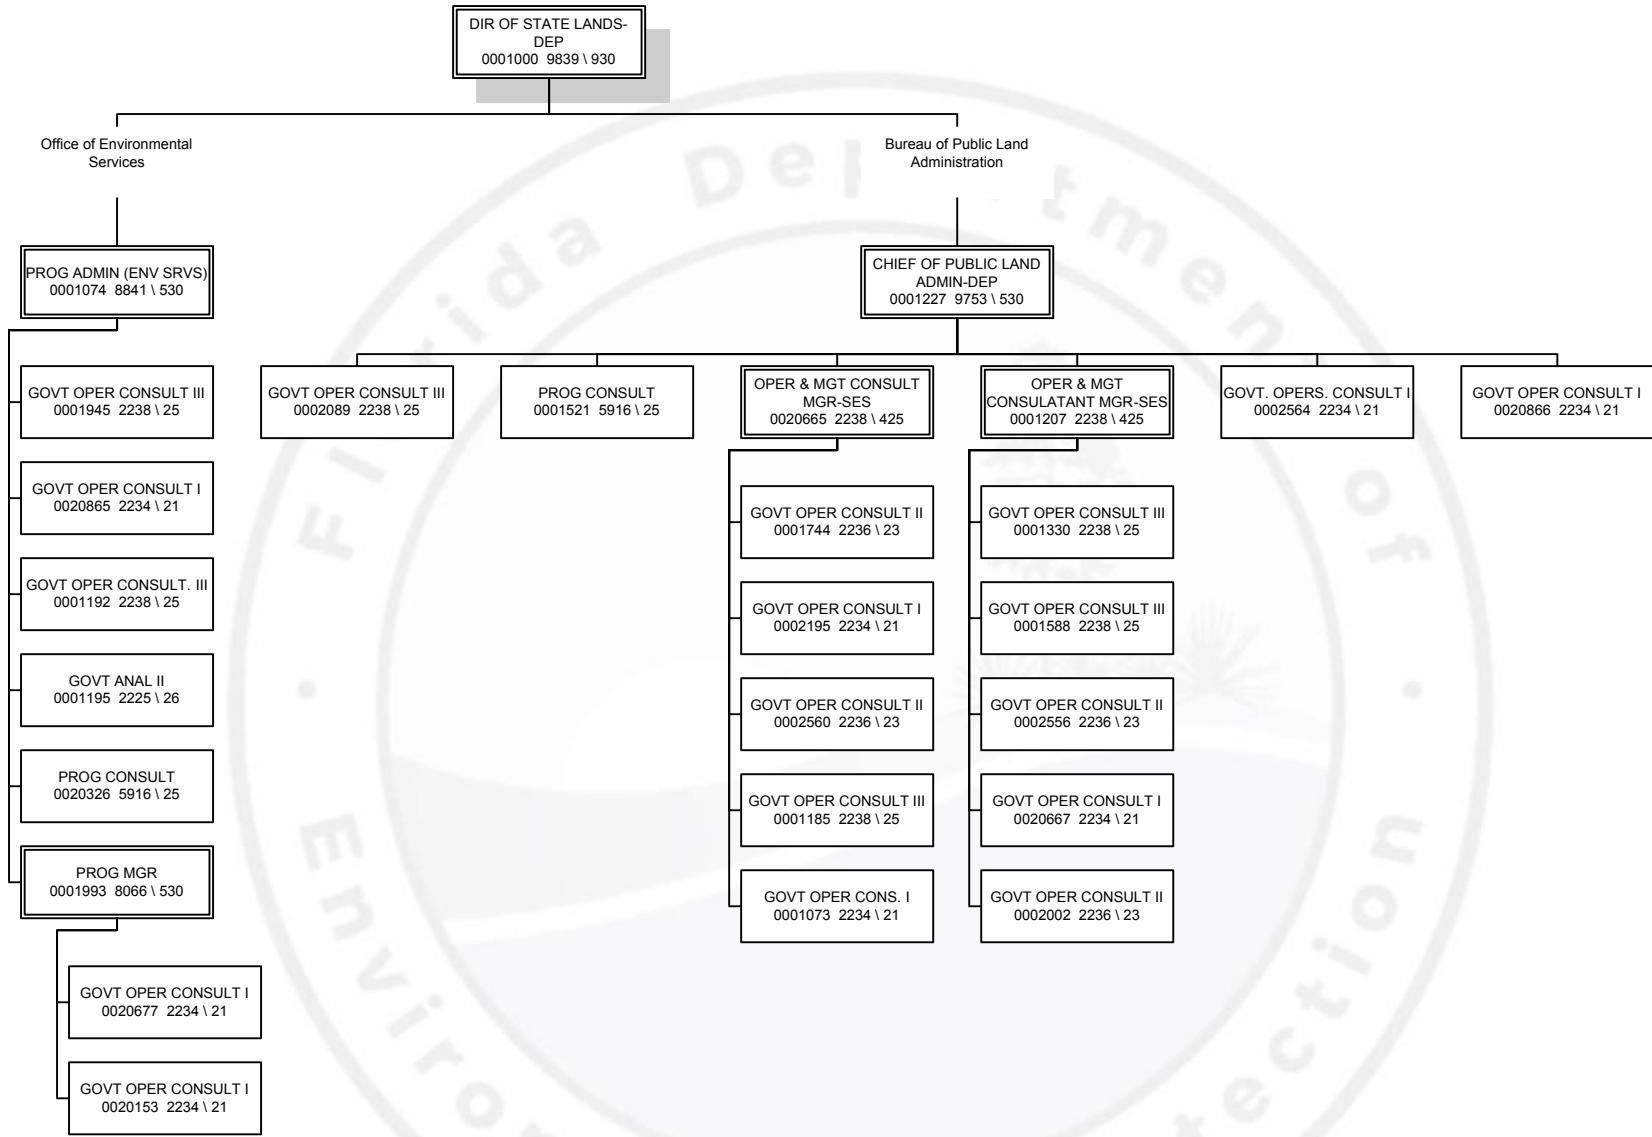 DIR OF STATE LANDS-
DEP
0001000 9839 \ 930
Office of Environmental
Services
Bureau of Public Land
Administration
PROG ADMIN (ENV SRVS)
0001074 8841 \ 530
CHIEF OF PUBLIC LAND
ADMIN-DEP
0001227 9753 \ 530
GOVT OPER CONSULT III
0001945 2238 \ 25
GOVT OPER CONSULT I
0020865 2234 \ 21
GOVT OPER CONSULT. III
0001192 2238 \ 25
GOVT ANAL II
0001195 2225 \ 26
PROG CONSULT
0020326 5916 \ 25
PROG MGR
0001993 8066 \ 530
GOVT OPER CONSULT I
0020677 2234 \ 21
GOVT OPER CONSULT I
0020153 2234 \ 21
GOVT OPER CONSULT III
0002089 2238 \ 25
PROG CONSULT
0001521 5916 \ 25
OPER & MGT CONSULT
MGR-SES
0020665 2238 \ 425
GOVT OPER CONSULT II
0001744 2236 \ 23
GOVT OPER CONSULT I
0002195 2234 \ 21
GOVT OPER CONSULT II
0002560 2236 \ 23
GOVT OPER CONSULT III
0001185 2238 \ 25
GOVT OPER CONS. I
0001073 2234 \ 21
OPER & MGT
CONSULATANT MGR-SES
0001207 2238 \ 425
GOVT OPER CONSULT III
0001330 2238 \ 25
GOVT OPER CONSULT III
0001588 2238 \ 25
GOVT OPER CONSULT II
0002556 2236 \ 23
GOVT OPER CONSULT I
0020667 2234 \ 21
GOVT OPER CONSULT II
0002002 2236 \ 23
GOVT. OPERS. CONSULT I
0002564 2234 \ 21
GOVT OPER CONSULT I
0020866 2234 \ 21
Florida Dep tment of
Environ tection